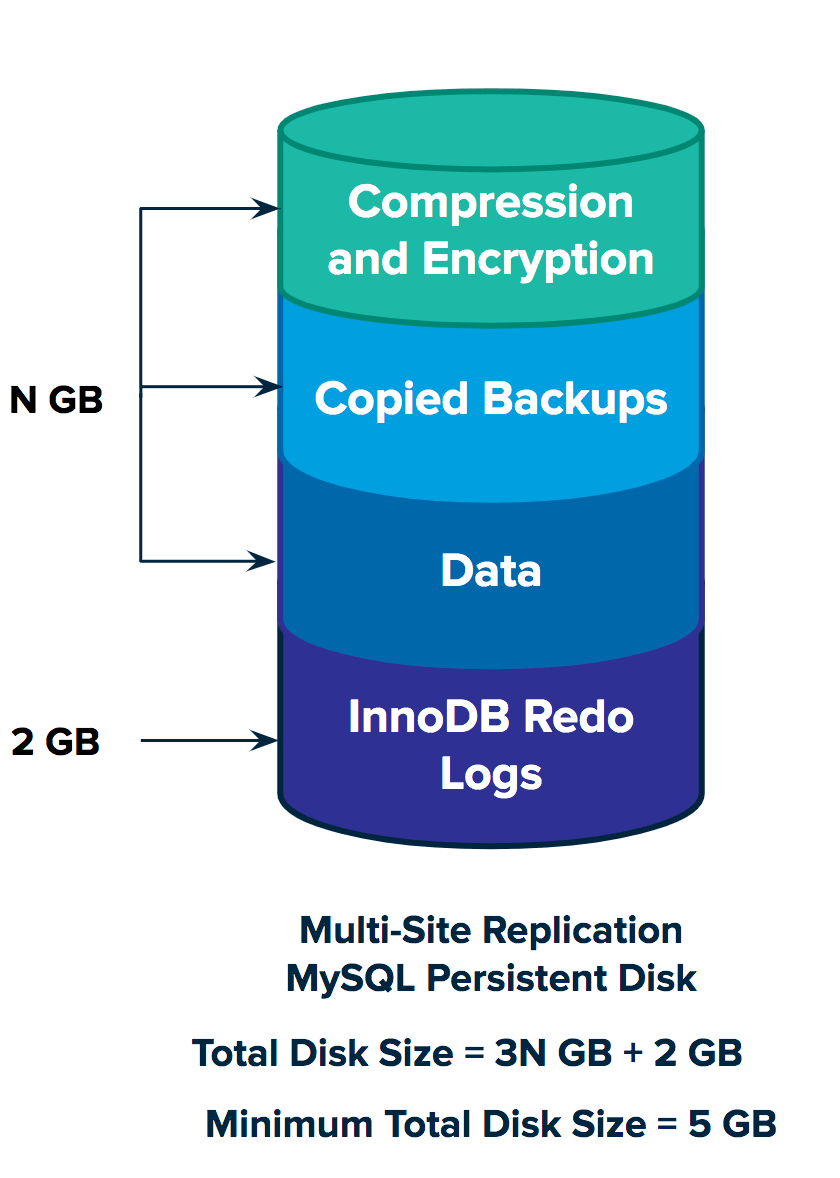 Compression
and Encryption
N GB
Copied Backups
Data
2 GB
InnoDB Redo
Logs
Multi-Site Replication
MySQL Persistent Disk
Total Disk Size = 3N GB + 2 GB
Minimum Total Disk Size = 5 GB